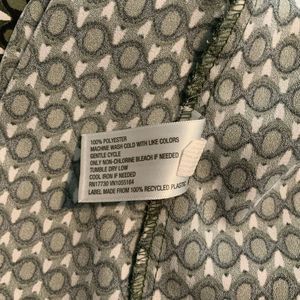 100% POLYESTER
MACHINE WASH COLD WITH LIKE COLORS
GENTLE CYCLE
ONLY NON-CHLORINE BLEACH IF NEEDED
TUMBLE DRY LOW
COOL IRON IF NEEDED
RN17730 VN1055164
LABEL MADE FROM 100% RECYCLED PLASTIC